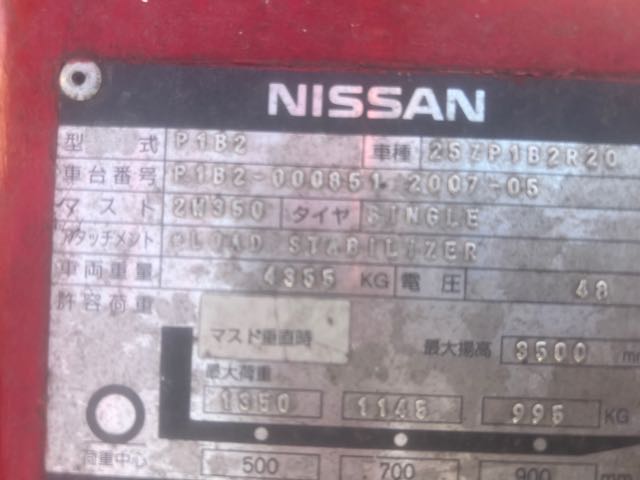 NISSAN
型式 P1B2 車種 25ZP1B2R20
車台番号 P1B2-000851 2007-05
マスト 2W350 タイヤ SINGLE
アタッチメント *LOAD STABILIZER
車両重量 4355 KG 電圧 48
許容荷重
マスト垂直時 最大揚高 3500 mm
最大荷重
1350 1145 995 KG
荷重中心 500 700 900 mm